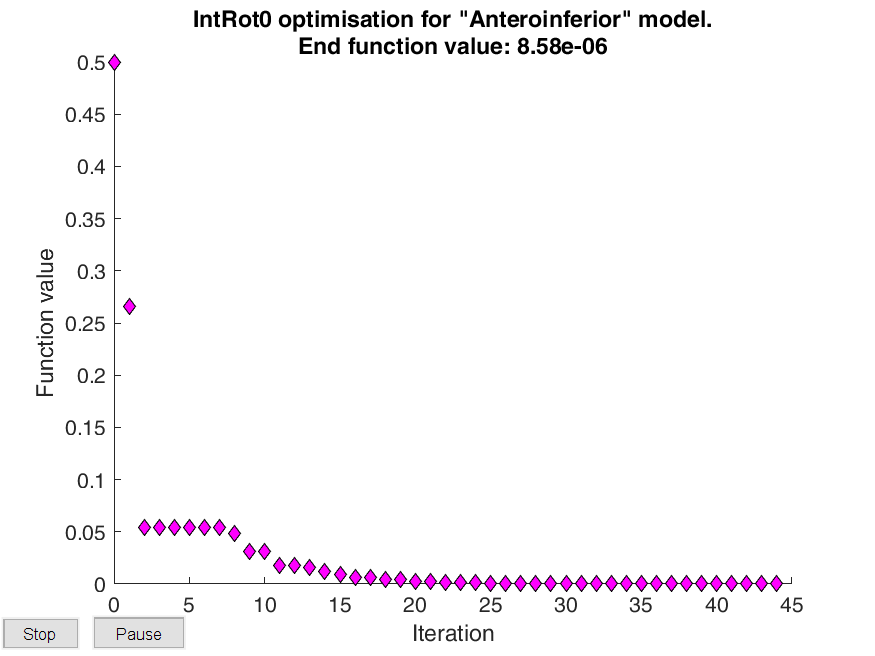 IntRot0 optimisation for "Anteroinferior" model.
End function value: 8.58e-06
0.5
0.45
0.4
0.35
0.3
0.25
0.2
0.15
0.1
0.05
0
Function value
0 5 10 15 20 25 30 35 40 45
Iteration
Stop Pause